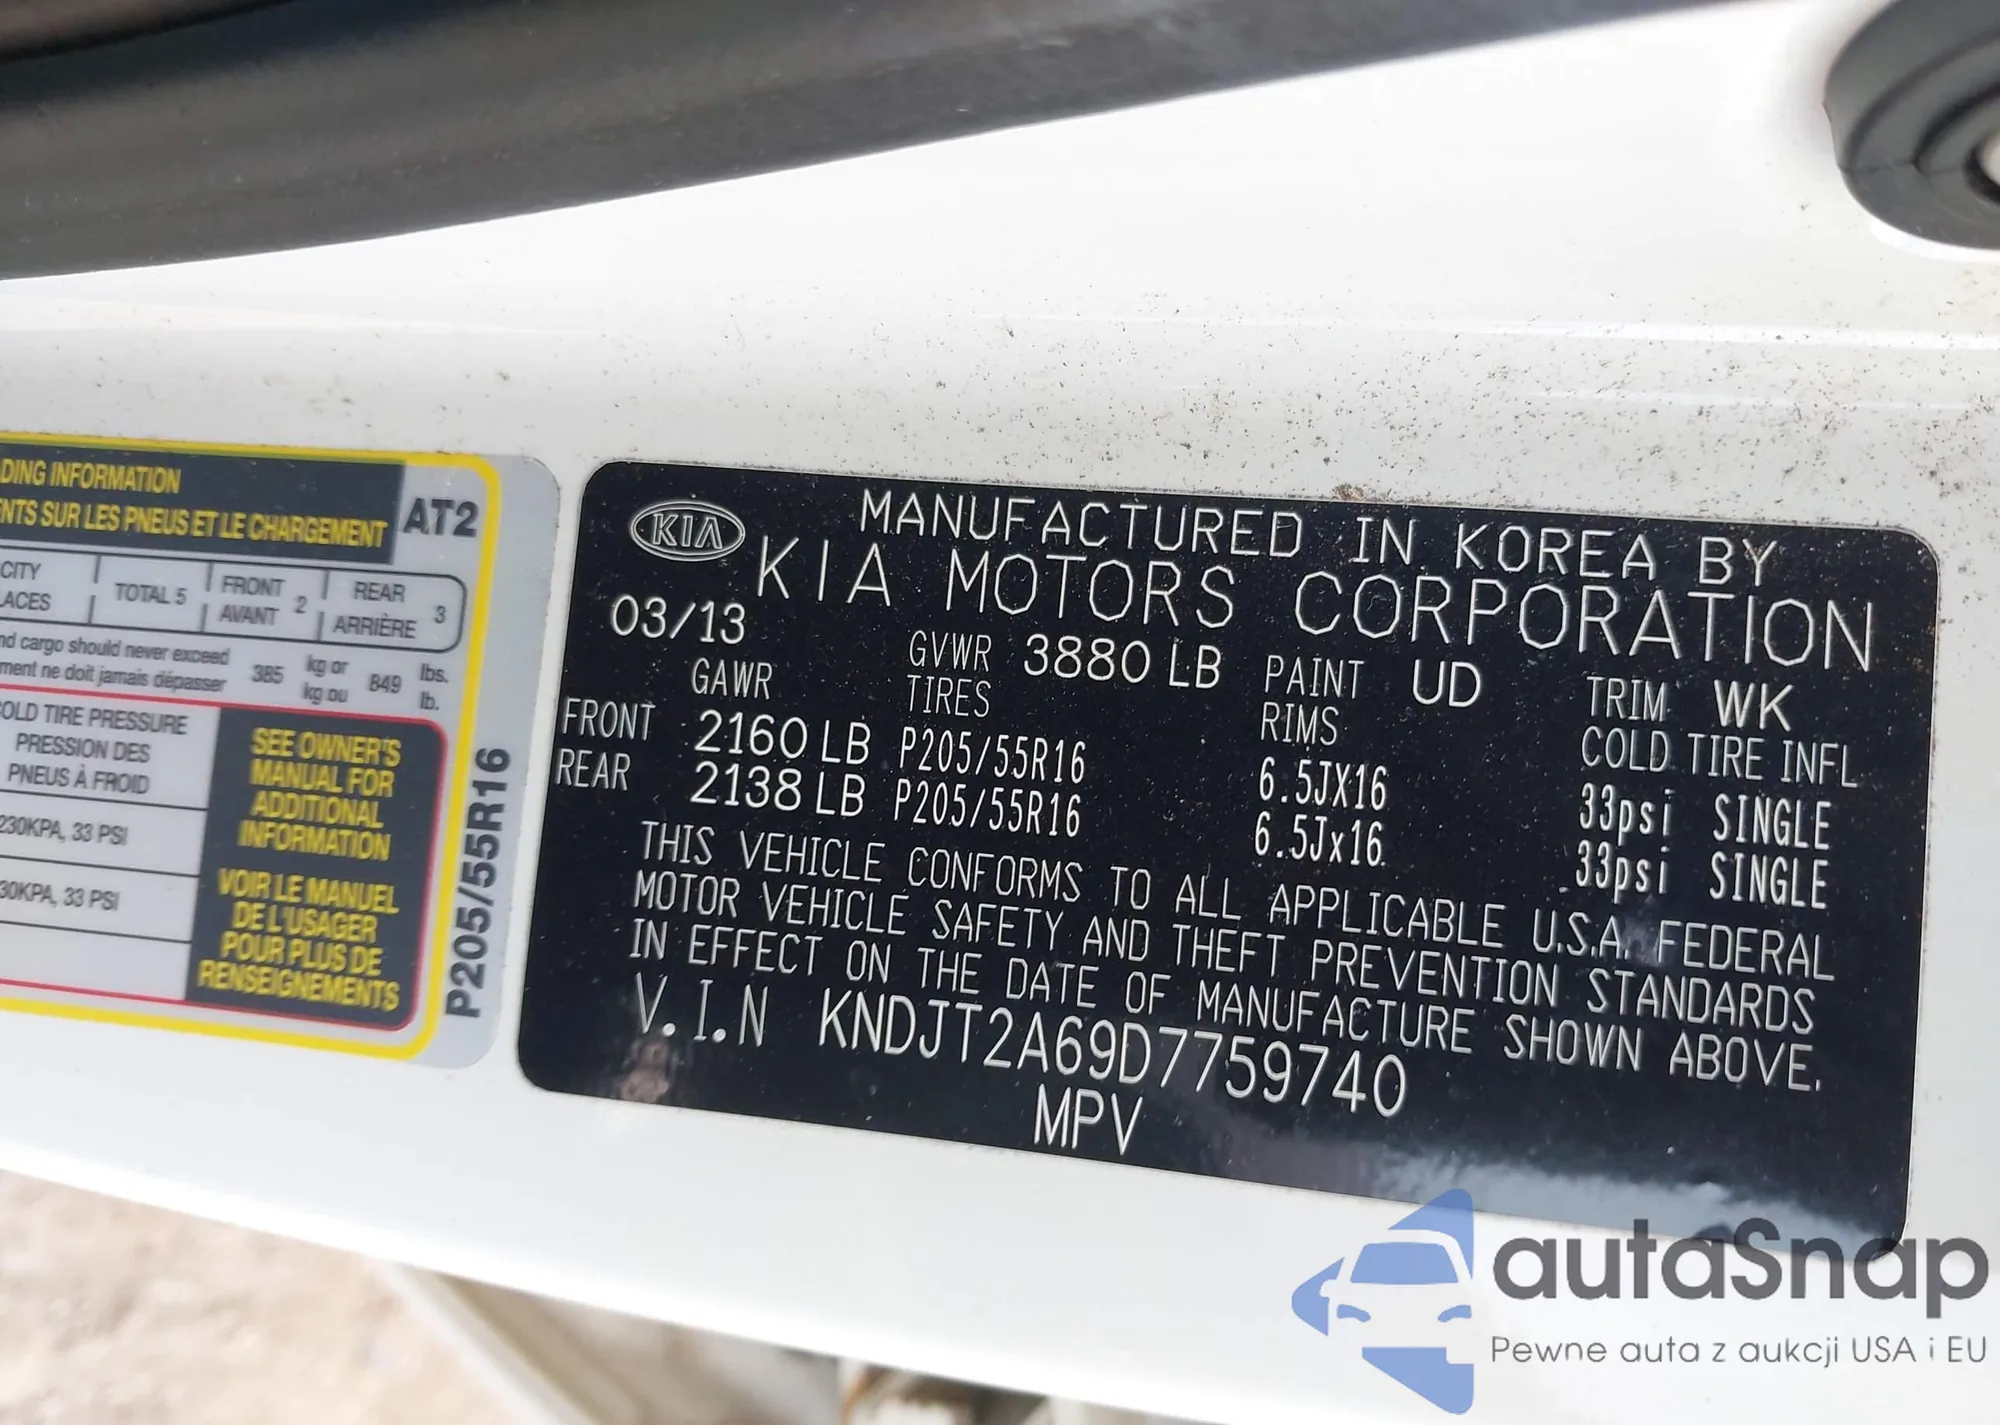 DING INFORMATION
ENTS SUR LES PNEUS ET LE CHARGEMENT
AT2
CITY
LACES
TOTAL 5
FRONT
AVANT
2
REAR
ARRIÈRE
3
nd cargo should never exceed
ment ne doit jamais dépasser
385
kg or
kg ou
849
lbs.
lb.
COLD TIRE PRESSURE
PRESSION DES
PNEUS À FROID
230KPA, 33 PSI
30KPA, 33 PSI
SEE OWNER'S
MANUAL FOR
ADDITIONAL
INFORMATION
VOIR LE MANUEL
DE L'USAGER
POUR PLUS DE
RENSEIGNEMENTS
P205/55R16
KIA
MANUFACTURED IN KOREA BY
KIA MOTORS CORPORATION
03/13 GVWR 3880 LB PAINT UD TRIM WK
GAWR TIRES RIMS COLD TIRE INFL
FRONT 2160 LB P205/55R16 6.5JX16 33psi SINGLE
REAR 2138 LB P205/55R16 6.5Jx16 33psi SINGLE
THIS VEHICLE CONFORMS TO ALL APPLICABLE U.S.A. FEDERAL
MOTOR VEHICLE SAFETY AND THEFT PREVENTION STANDARDS
IN EFFECT ON THE DATE OF MANUFACTURE SHOWN ABOVE.
V.I.N KNDJT2A69D7759740
MPV
autaSnap
Pewne auta z aukcji USA i EU